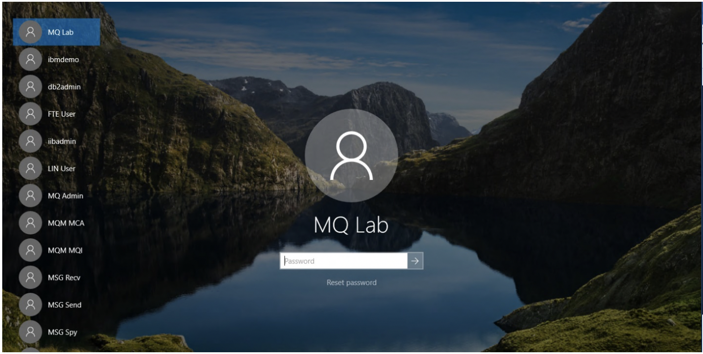 MQ Lab
ibmdemo
db2admin
FTE User
iibadmin
LIN User
MQ Admin
MQM MCA
MQM MQI
MSG Recv
MSG Send
MSG Spy
MQ Lab
Password
Reset password